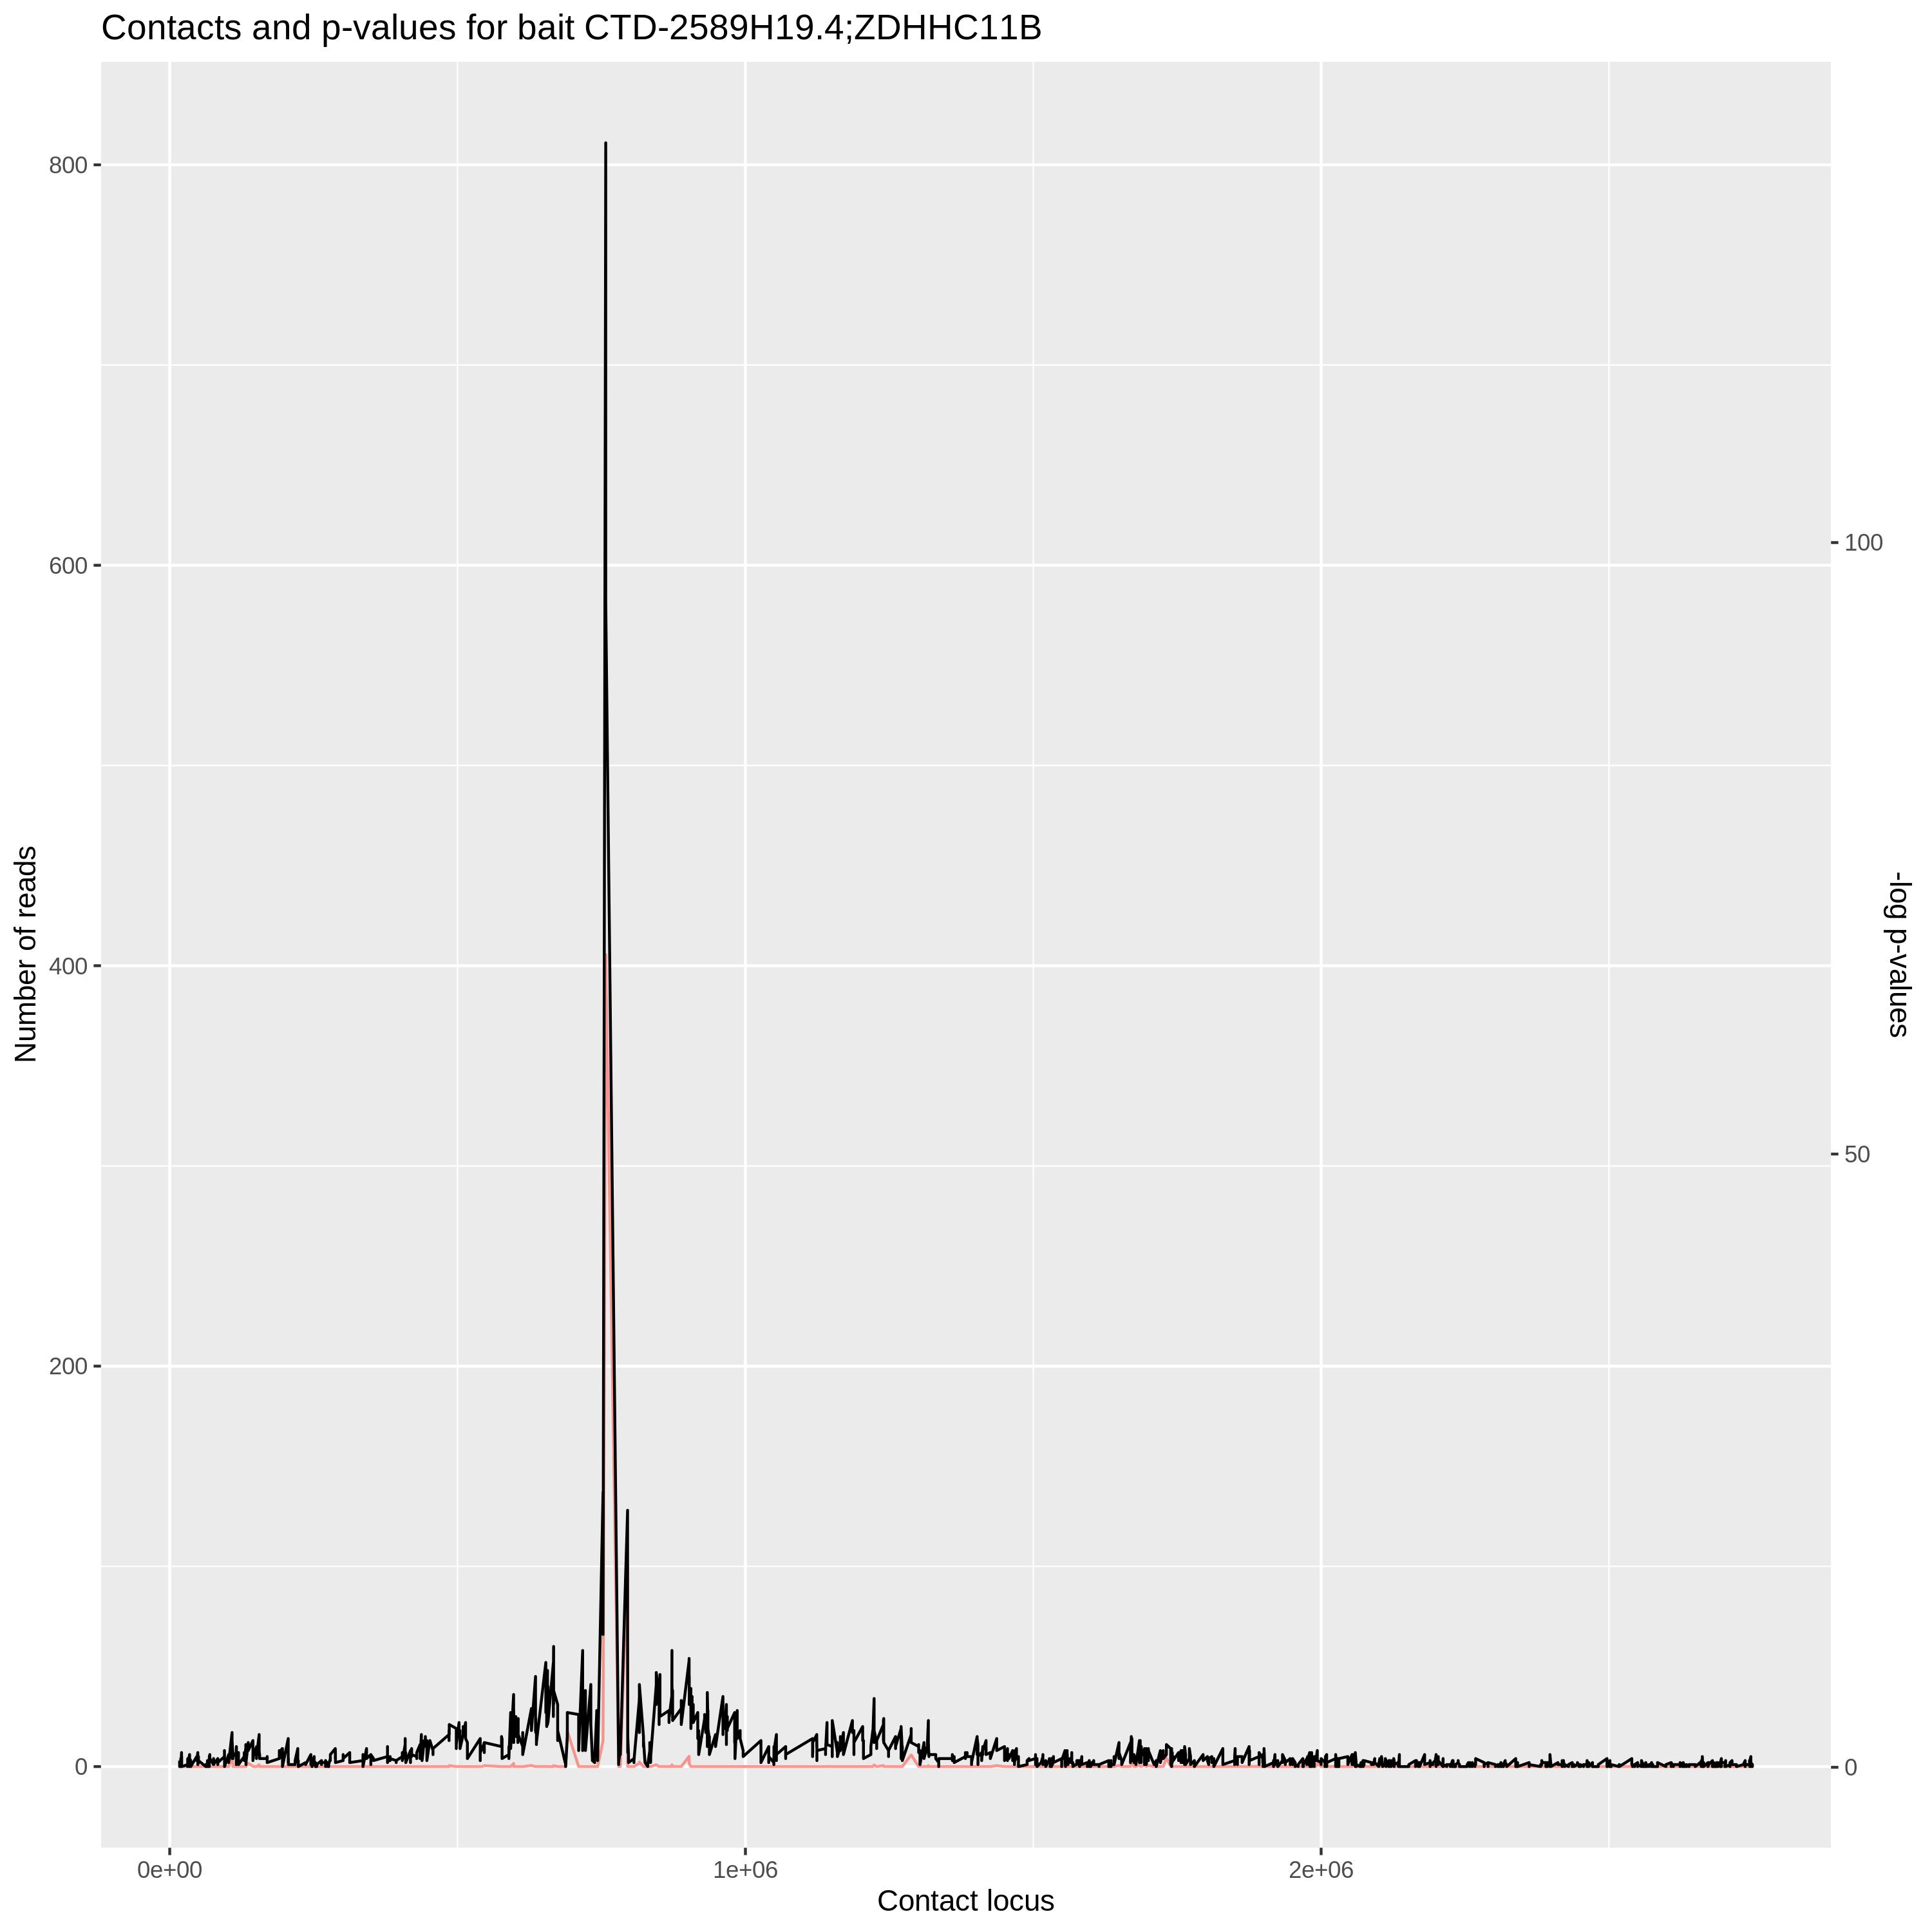 Contacts and p-values for bait CTD-2589H19.4;ZDHHC11B
800
600
400
200
0
Number of reads
100
50
0
-log p-values
0e+00
1e+06
2e+06
Contact locus